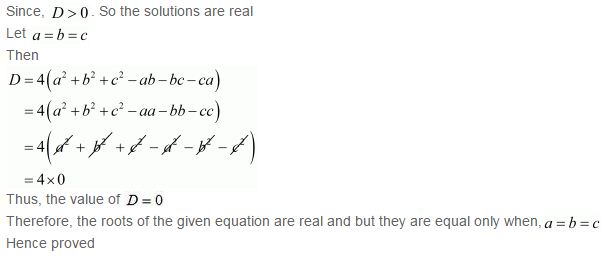 Since, D > 0. So the solutions are real
Let a = b = c
Then
D = 4(a² + b² + c² − ab − bc − ca)
= 4(a² + b² + c² − aa − bb − cc)
= 4(a² + b² + c² − a² − b² − c²)
= 4×0
Thus, the value of D = 0
Therefore, the roots of the given equation are real and but they are equal only when, a = b = c
Hence proved